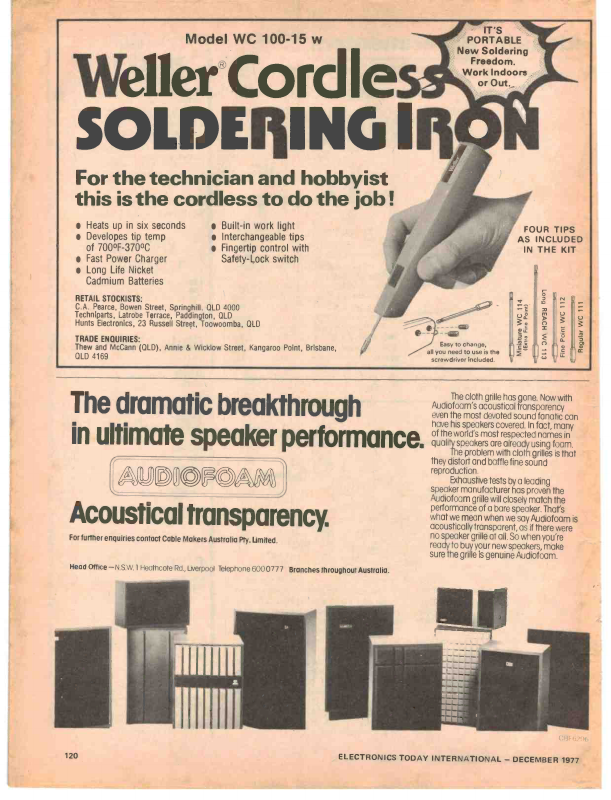 Model WC 100-15 w
IT'S
PORTABLE
New Soldering
Freedom.
Work Indoors
or Out.
Weller® Cordless
SOLDERING IRON
For the technician and hobbyist
this is the cordless to do the job!
● Heats up in six seconds
● Developes tip temp
of 700ºF-370ºC
● Fast Power Charger
● Long Life Nicket
Cadmium Batteries
● Built-in work light
● Interchangeable tips
● Fingertip control with
Safety-Lock switch
RETAIL STOCKISTS:
C.A. Pearce, Bowen Street, Springhill, QLD 4000
Techniparts, Latrobe Terrace, Paddington, QLD
Hunts Electronics, 23 Russell Street, Toowoomba, QLD
TRADE ENQUIRIES:
Thew and McCann (QLD), Annie & Wicklow Street, Kangaroo Point, Brisbane,
QLD 4169
Easy to change,
all you need to use is the
screwdriver included.
FOUR TIPS
AS INCLUDED
IN THE KIT
Miniature WC 114
(Extra Fine Point)
Long REACH WC 113
Fine Point WC 112
Regular WC 111
The dramatic breakthrough
in ultimate speaker performance.
AUDIOFOAM
Acoustical transparency.
For further enquiries contact Cable Makers Australia Pty. Limited.
Head Office—N.S.W. 1 Heathcote Rd., Liverpool Telephone 600 0777 Branches throughout Australia.
The cloth grille has gone. Now with
Audiofoam's acoustical transparency
even the most devoted sound fanatic can
have his speakers covered. In fact, many
of the world's most respected names in
quality speakers are already using foam.
The problem with cloth grilles is that
they distort and baffle fine sound
reproduction.
Exhaustive tests by a leading
speaker manufacturer has proven the
Audiofoam grille will closely match the
performance of a bare speaker. That's
what we mean when we say Audiofoam is
acoustically transparent, as if there were
no speaker grille at all. So when you're
ready to buy your new speakers, make
sure the grille is genuine Audiofoam.
120
ELECTRONICS TODAY INTERNATIONAL – DECEMBER 1977